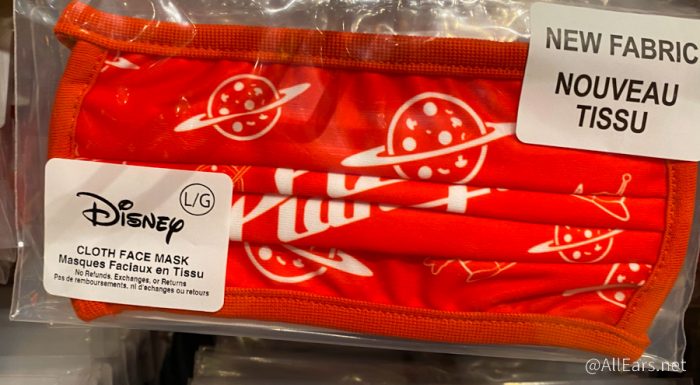 NEW FABRIC
NOUVEAU
TISSU
Disney
L/G
CLOTH FACE MASK
Masques Faciaux en Tissu
No Refunds, Exchanges, or Returns
Pas de remboursements, ni d'échanges ou retours
@AllEars.net